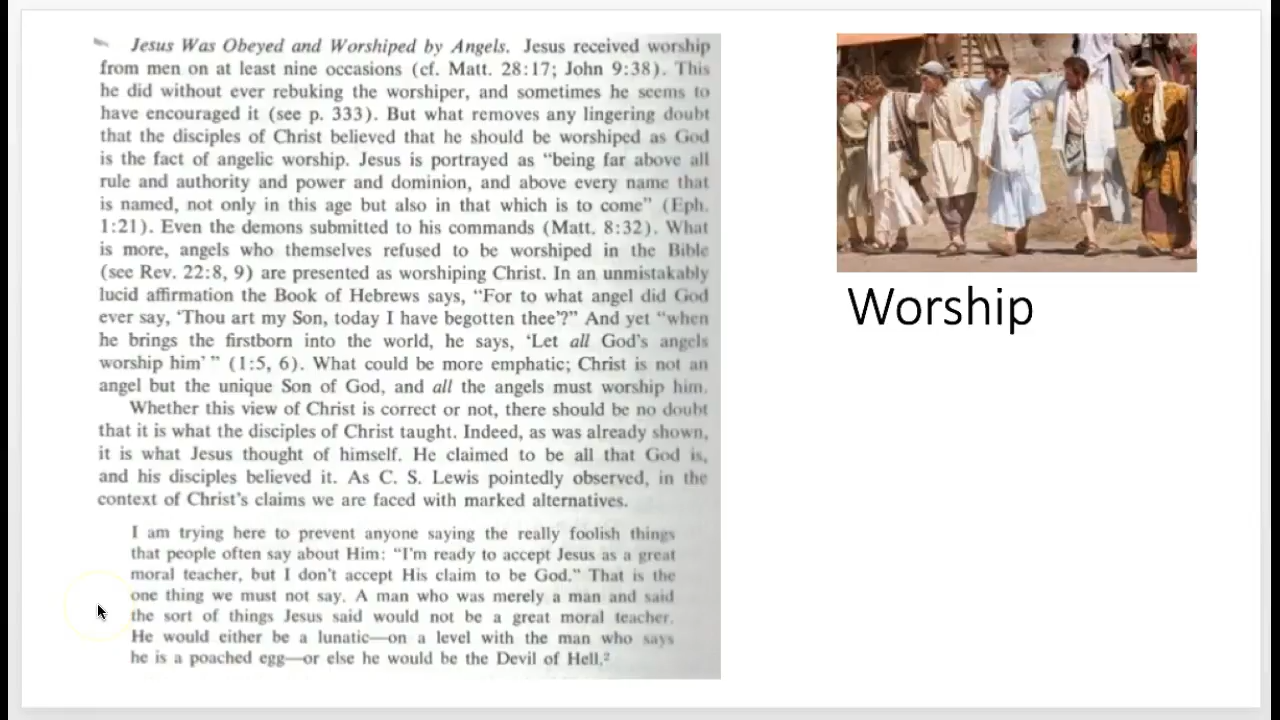 Jesus Was Obeyed and Worshiped by Angels. Jesus received worship
from men on at least nine occasions (cf. Matt. 28:17; John 9:38). This
he did without ever rebuking the worshiper, and sometimes he seems to
have encouraged it (see p. 333). But what removes any lingering doubt
that the disciples of Christ believed that he should be worshiped as God
is the fact of angelic worship. Jesus is portrayed as “being far above all
rule and authority and power and dominion, and above every name that
is named, not only in this age but also in that which is to come” (Eph.
1:21). Even the demons submitted to his commands (Matt. 8:32). What
is more, angels who themselves refused to be worshiped in the Bible
(see Rev. 22:8, 9) are presented as worshiping Christ. In an unmistakably
lucid affirmation the Book of Hebrews says, “For to what angel did God
ever say, ‘Thou art my Son, today I have begotten thee’?” And yet “when
he brings the firstborn into the world, he says, ‘Let all God’s angels
worship him’ ” (1:5, 6). What could be more emphatic; Christ is not an
angel but the unique Son of God, and all the angels must worship him.
Whether this view of Christ is correct or not, there should be no doubt
that it is what the disciples of Christ taught. Indeed, as was already shown,
it is what Jesus thought of himself. He claimed to be all that God is,
and his disciples believed it. As C. S. Lewis pointedly observed, in the
context of Christ’s claims we are faced with marked alternatives.
I am trying here to prevent anyone saying the really foolish things
that people often say about Him: “I’m ready to accept Jesus as a great
moral teacher, but I don’t accept His claim to be God.” That is the
one thing we must not say. A man who was merely a man and said
the sort of things Jesus said would not be a great moral teacher.
He would either be a lunatic—on a level with the man who says
he is a poached egg—or else he would be the Devil of Hell.²
Worship